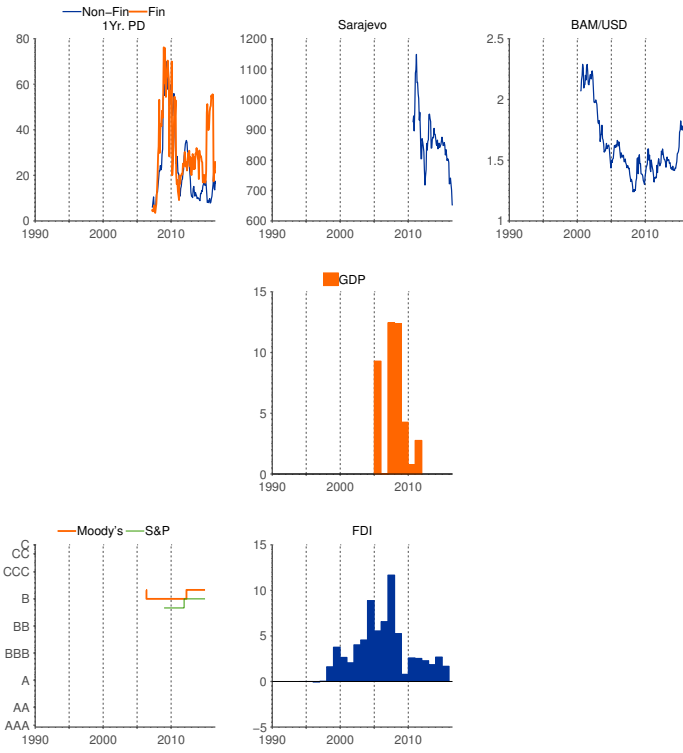 Non−Fin Fin
1Yr. PD
80
60
40
20
0
1990 2000 2010
Sarajevo
1200
1100
1000
900
800
700
600
1990 2000 2010
BAM/USD
2.5
2
1.5
1
1990 2000 2010
GDP
15
10
5
0
1990 2000 2010
Moody's S&P
C
CC
CCC
B
BB
BBB
A
AA
AAA
1990 2000 2010
FDI
15
10
5
0
−5
1990 2000 2010